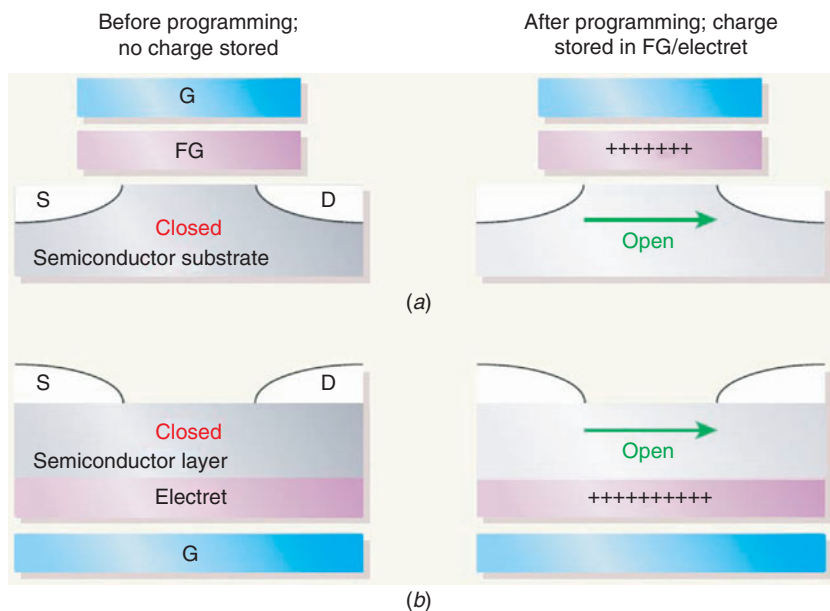 Before programming;
no charge stored
After programming; charge
stored in FG/electret
G
FG
+++++++
S
D
Closed
Semiconductor substrate
Open
(a)
S
D
Closed
Semiconductor layer
Open
Electret
++++++++++
G
(b)